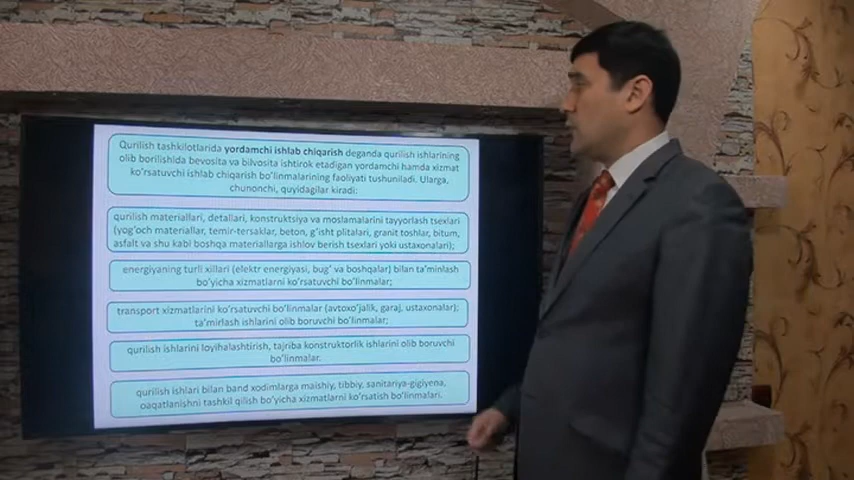 Qurilish tashkilotlarida yordamchi ishlab chiqarish deganda qurilish ishlarining
olib borilishida bevosita va bilvosita ishtirok etadigan yordamchi hamda xizmat
ko'rsatuvchi ishlab chiqarish bo'linmalarining faoliyati tushuniladi. Ularga,
chunonchi, quyidagilar kiradi:
qurilish materiallari, detallari, konstruktsiya va moslamalarini tayyorlash tsexlari
(yog'och materiallar, temir-tersaklar, beton, g'isht plitalari, granit toshlar, bitum,
asfalt va shu kabi boshqa materiallarga ishlov berish tsexlari yoki ustaxonalari);
energiyaning turli xillari (elektr energiyasi, bug' va boshqalar) bilan ta'minlash
bo'yicha xizmatlarni ko'rsatuvchi bo'linmalar;
transport xizmatlarini ko'rsatuvchi bo'linmalar (avtoxo'jalik, garaj, ustaxonalar);
ta'mirlash ishlarini olib boruvchi bo'linmalar;
qurilish ishlarini loyihalashtirish, tajriba konstruktorlik ishlarini olib boruvchi
bo'linmalar.
qurilish ishlari bilan band xodimlarga maishiy, tibbiy, sanitariya-gigiyena,
oaqatlanishni tashkil qilish bo'yicha xizmatlarni ko'rsatish bo'linmalari.